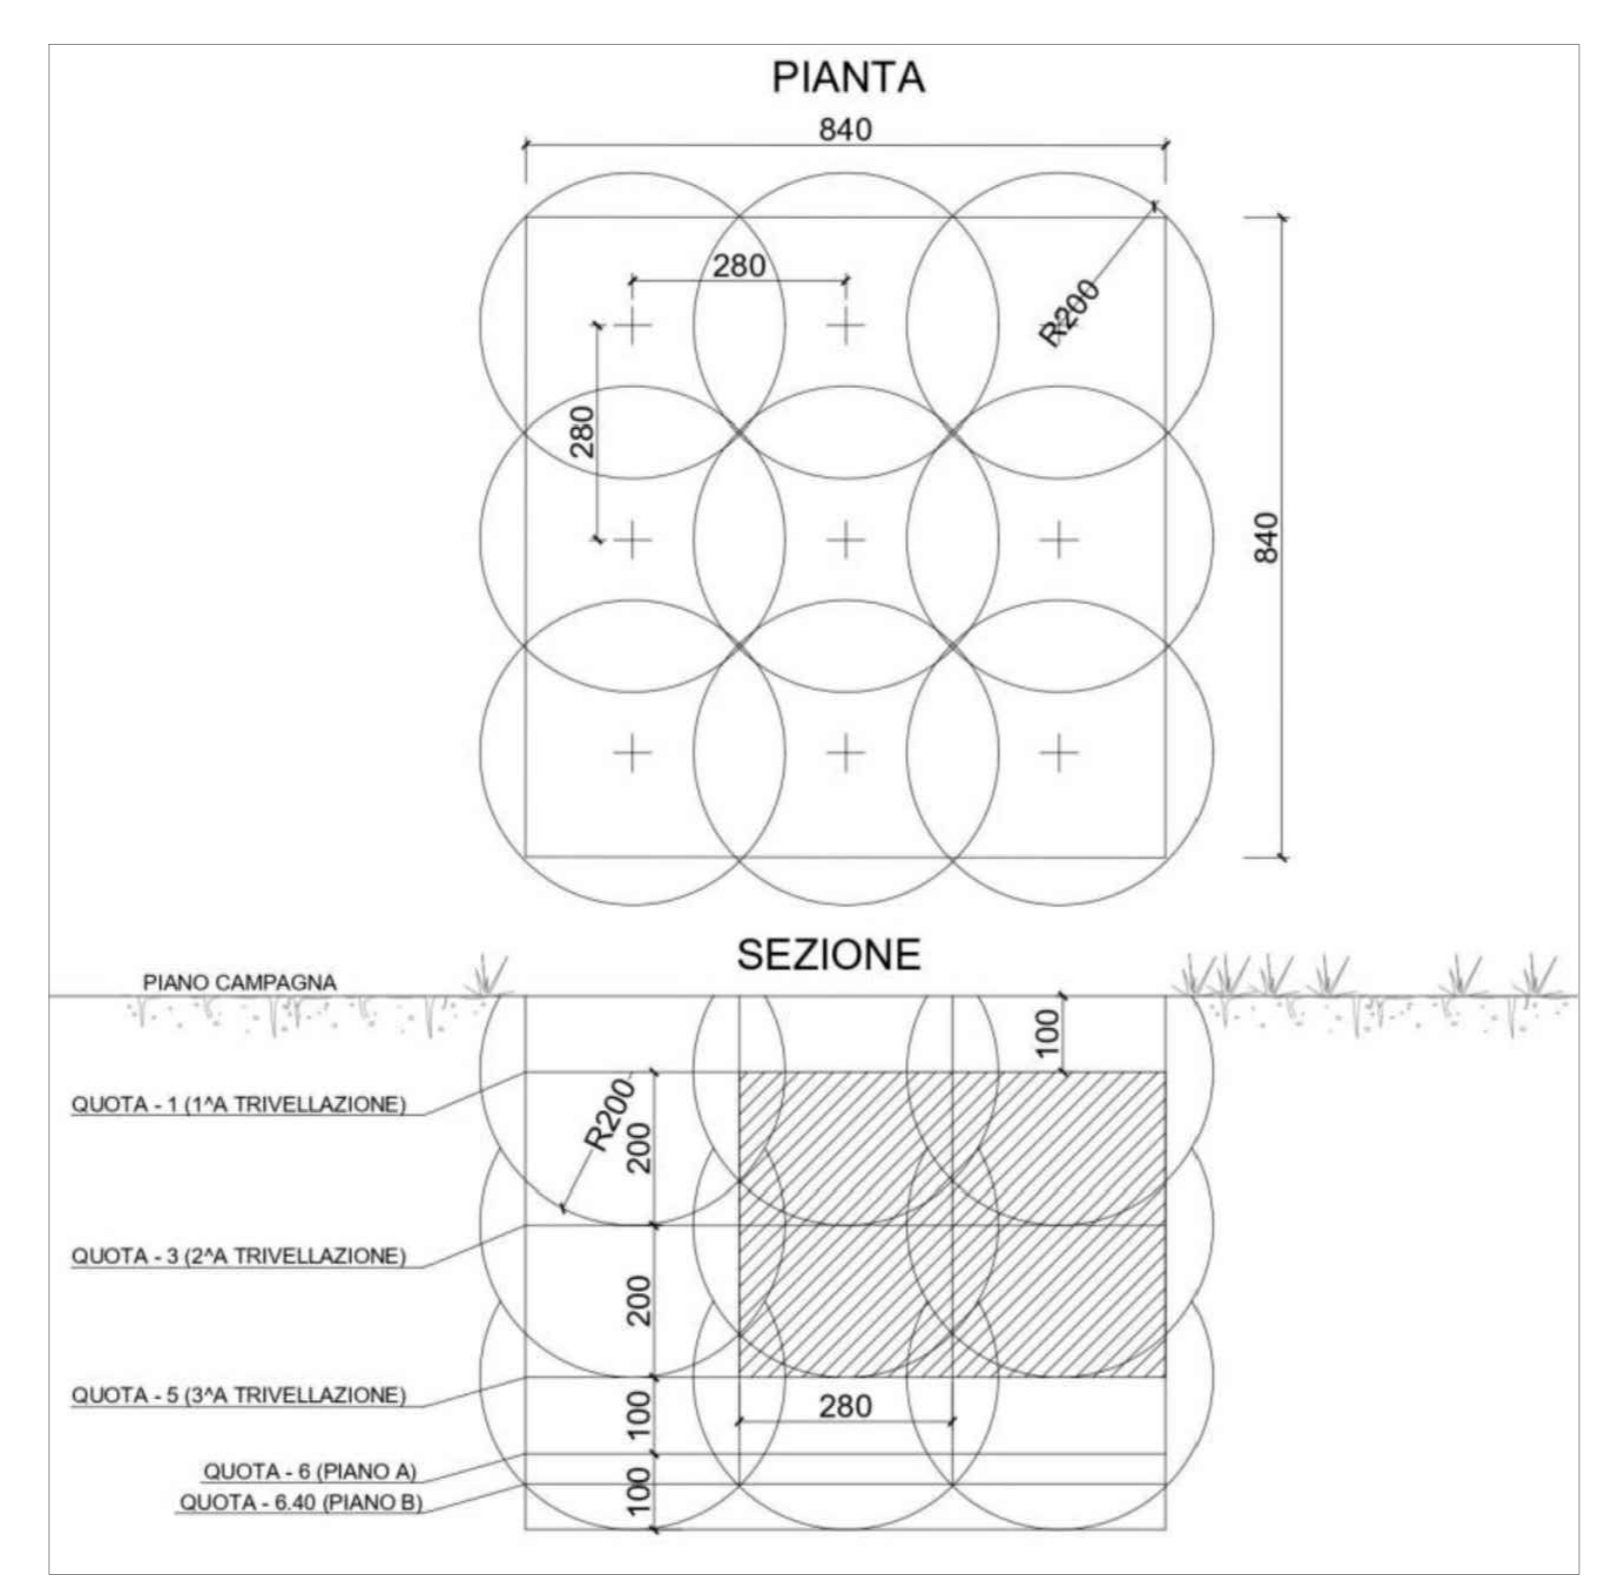 PIANTA
840
280
R200
280
840
SEZIONE
PIANO CAMPAGNA
100
QUOTA - 1 (1^A TRIVELLAZIONE)
R200
200
QUOTA - 3 (2^A TRIVELLAZIONE)
200
QUOTA - 5 (3^A TRIVELLAZIONE)
280
100
QUOTA - 6 (PIANO A)
100
QUOTA - 6.40 (PIANO B)